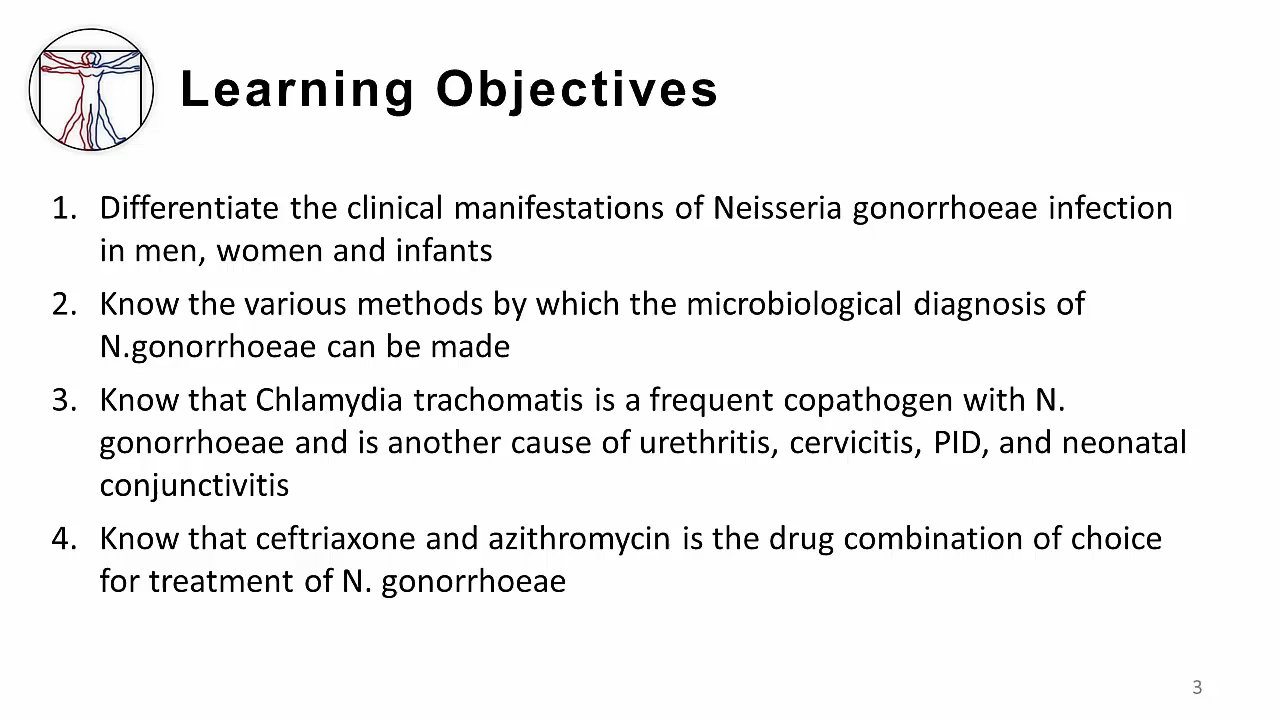 Learning Objectives
1. Differentiate the clinical manifestations of Neisseria gonorrhoeae infection
in men, women and infants
2. Know the various methods by which the microbiological diagnosis of
N.gonorrhoeae can be made
3. Know that Chlamydia trachomatis is a frequent copathogen with N.
gonorrhoeae and is another cause of urethritis, cervicitis, PID, and neonatal
conjunctivitis
4. Know that ceftriaxone and azithromycin is the drug combination of choice
for treatment of N. gonorrhoeae
3